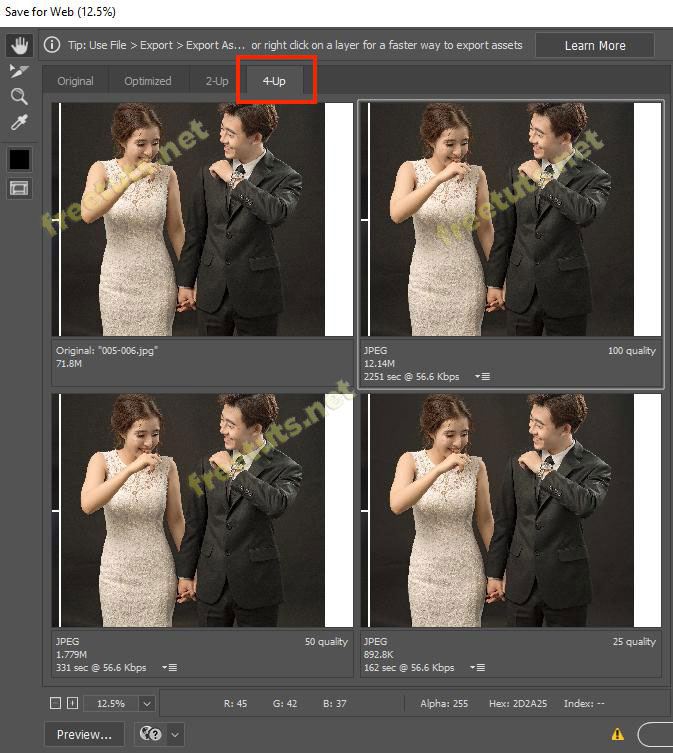 Save for Web (12.5%)
Tip: Use File > Export > Export As... or right click on a layer for a faster way to export assets
Learn More
Original
Optimized
2-Up
4-Up
freetuts.net
freetuts.net
Original: "005-006.jpg"
71.8M
JPEG
100 quality
12.14M
2251 sec @ 56.6 Kbps
freetuts.net
JPEG
50 quality
1.779M
331 sec @ 56.6 Kbps
JPEG
25 quality
892.8K
162 sec @ 56.6 Kbps
12.5%
R: 45
G: 42
B: 37
Alpha: 255
Hex: 2D2A25
Index: --
Preview...